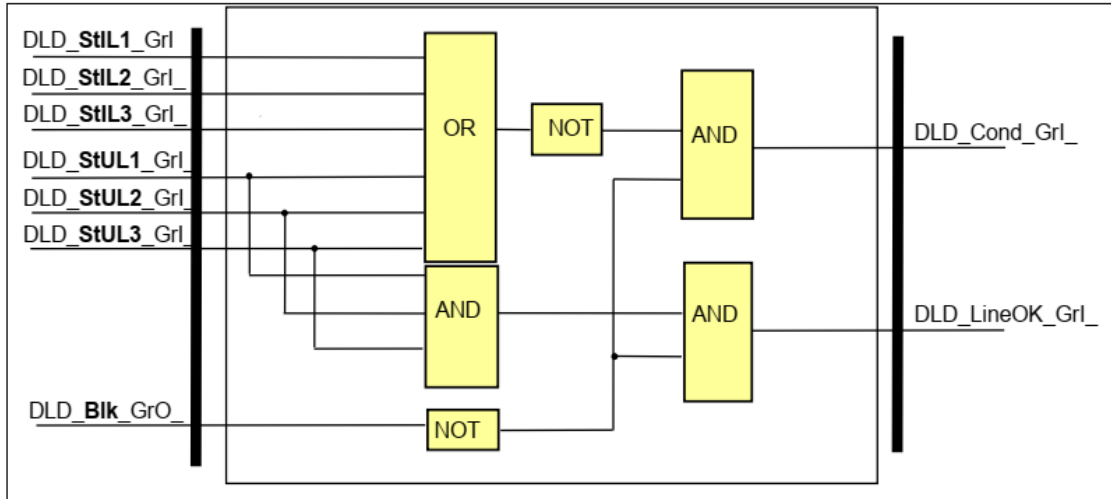 DLD_StIL1_GrI
DLD_StIL2_GrI_
DLD_StIL3_GrI_
DLD_StUL1_GrI_
DLD_StUL2_GrI_
DLD_StUL3_GrI_
DLD_Blk_GrO_
OR
AND
NOT
NOT
AND
AND
DLD_Cond_GrI_
DLD_LineOK_GrI_